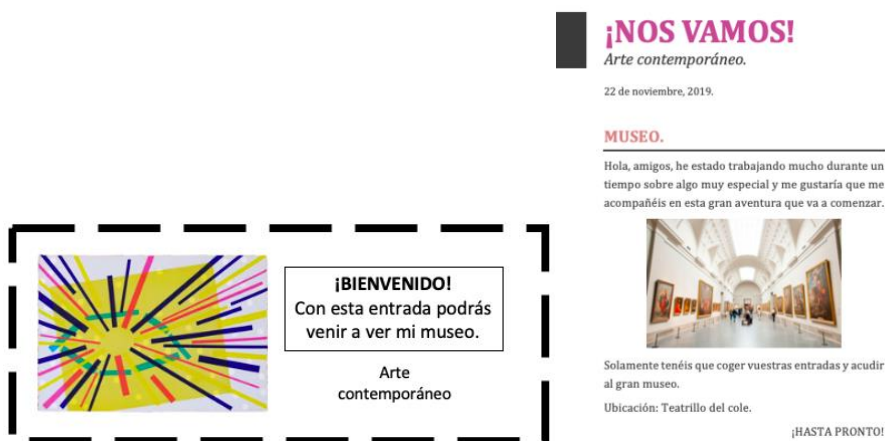 ¡BIENVENIDO!
Con esta entrada podrás
venir a ver mi museo.
Arte
contemporáneo
¡NOS VAMOS!
Arte contemporáneo.
22 de noviembre, 2019.
MUSEO.
Hola, amigos, he estado trabajando mucho durante un
tiempo sobre algo muy especial y me gustaría que me
acompañéis en esta gran aventura que va a comenzar.
Solamente tenéis que coger vuestras entradas y acudir
al gran museo.
Ubicación: Teatrillo del cole.
¡HASTA PRONTO!